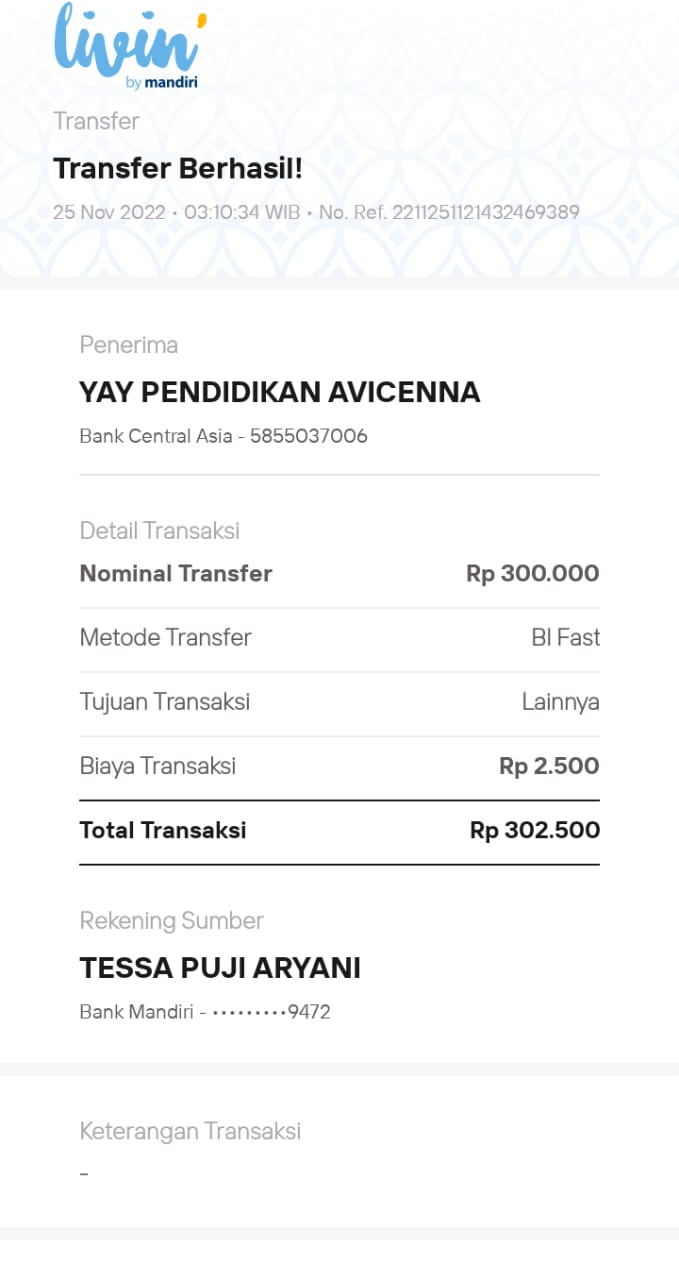 livin'
by mandiri
Transfer
Transfer Berhasil!
25 Nov 2022 • 03:10:34 WIB • No. Ref. 2211251121432469389
Penerima
YAY PENDIDIKAN AVICENNA
Bank Central Asia - 5855037006
Detail Transaksi
Nominal Transfer Rp 300.000
Metode Transfer BI Fast
Tujuan Transaksi Lainnya
Biaya Transaksi Rp 2.500
Total Transaksi Rp 302.500
Rekening Sumber
TESSA PUJI ARYANI
Bank Mandiri - •••••••••9472
Keterangan Transaksi
-